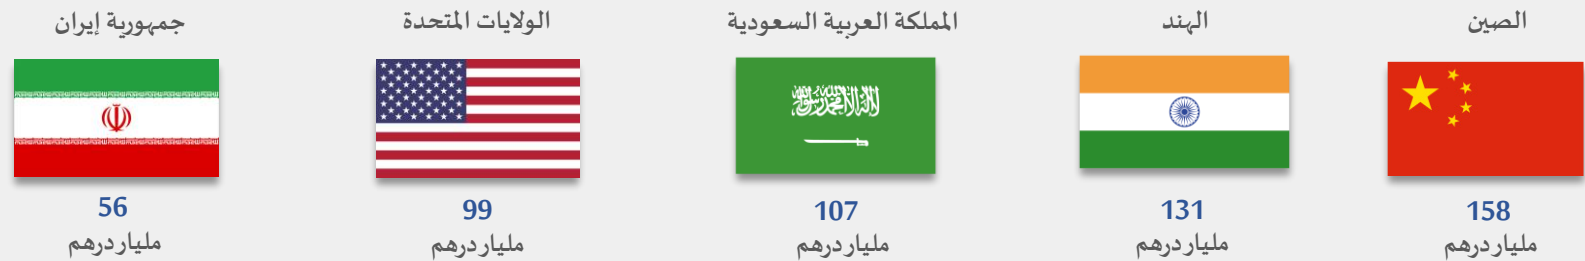 الصين
158
مليار درهم
الهند
131
مليار درهم
المملكة العربية السعودية
107
مليار درهم
الولايات المتحدة
99
مليار درهم
جمهورية إيران
56
مليار درهم